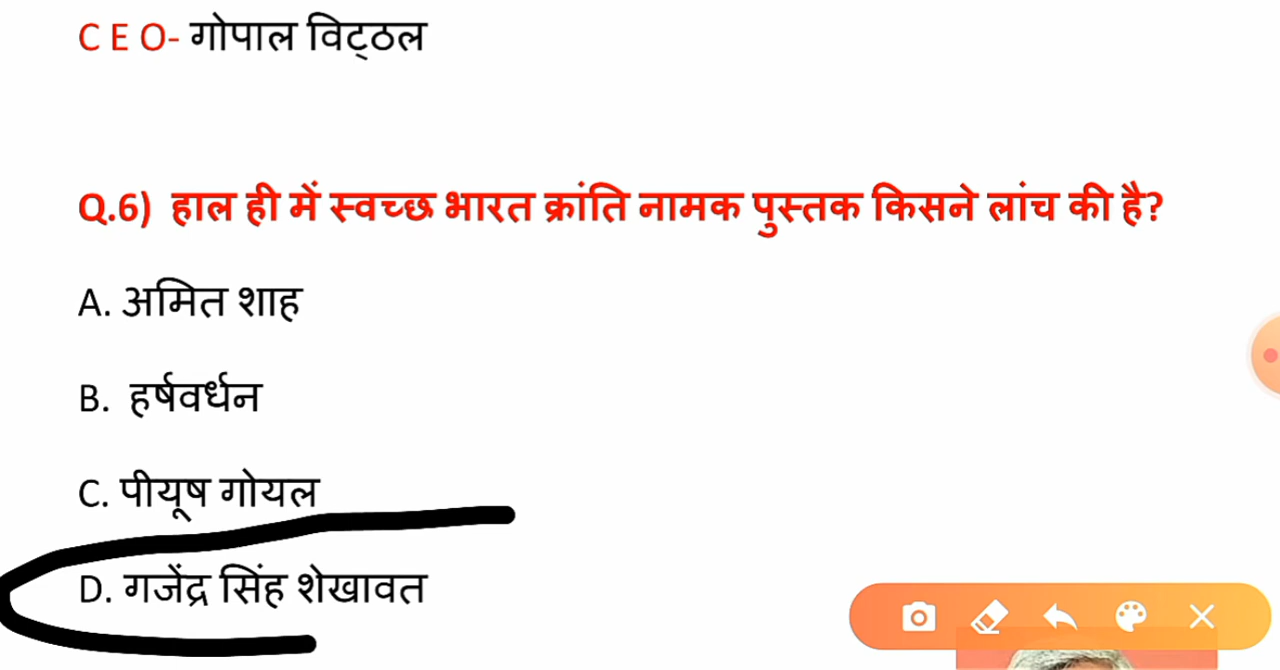 C E O- गोपाल विट्ठल
Q.6) हाल ही में स्वच्छ भारत क्रांति नामक पुस्तक किसने लांच की है?
A. अमित शाह
B. हर्षवर्धन
C. पीयूष गोयल
D. गजेंद्र सिंह शेखावत